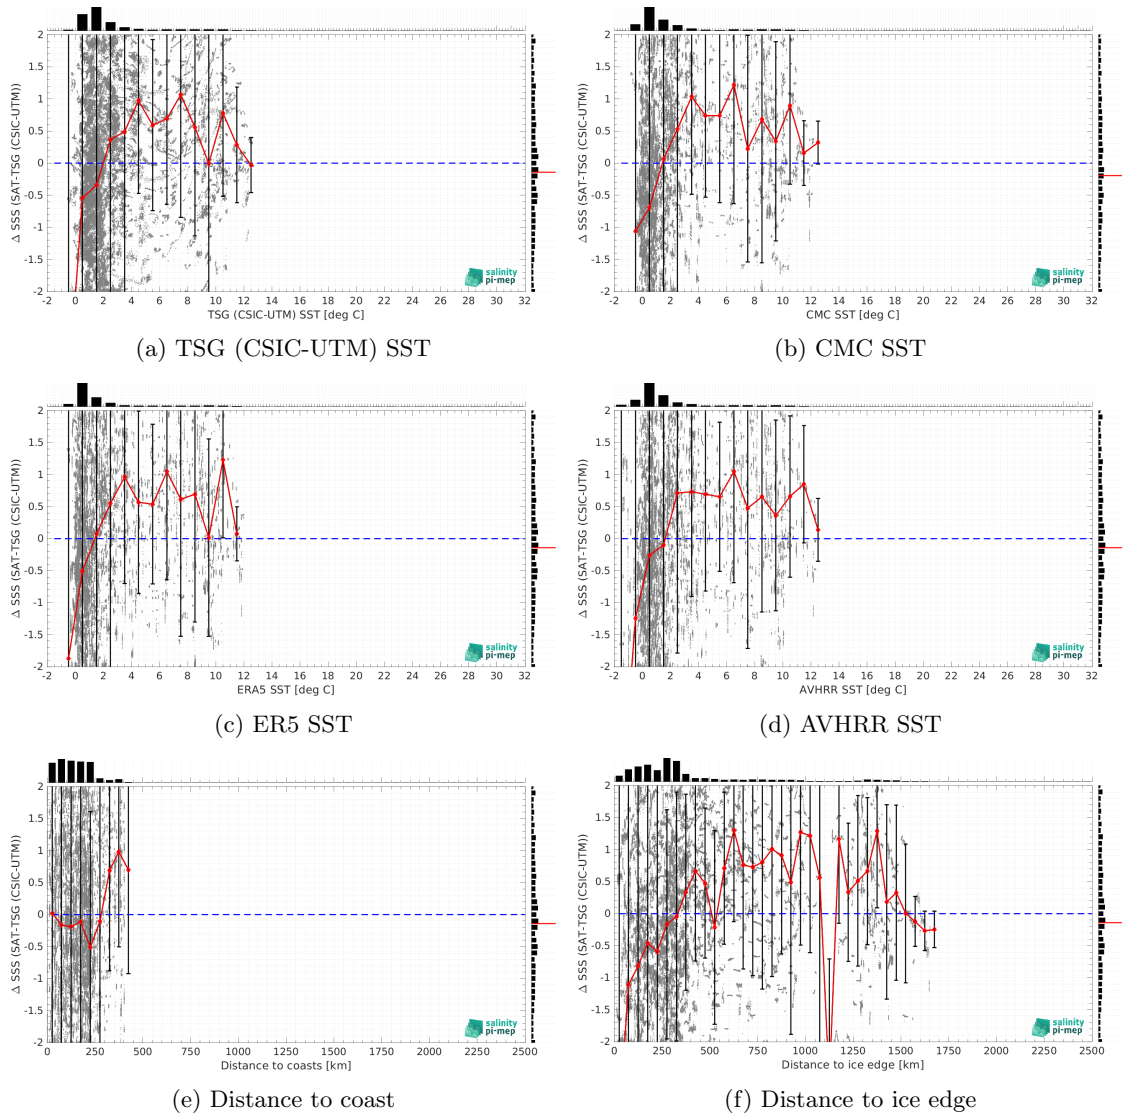 2
1.5
1
0.5
0
-0.5
-1
-1.5
-2
Δ SSS (SAT-TSG (CSIC-UTM))
-2 0 2 4 6 8 10 12 14 16 18 20 22 24 26 28 30 32
TSG (CSIC-UTM) SST [deg C]
salinity
pi-mep
(a) TSG (CSIC-UTM) SST
2
1.5
1
0.5
0
-0.5
-1
-1.5
-2
Δ SSS (SAT-TSG (CSIC-UTM))
-2 0 2 4 6 8 10 12 14 16 18 20 22 24 26 28 30 32
CMC SST [deg C]
salinity
pi-mep
(b) CMC SST
2
1.5
1
0.5
0
-0.5
-1
-1.5
-2
Δ SSS (SAT-TSG (CSIC-UTM))
-2 0 2 4 6 8 10 12 14 16 18 20 22 24 26 28 30 32
ERA5 SST [deg C]
salinity
pi-mep
(c) ER5 SST
2
1.5
1
0.5
0
-0.5
-1
-1.5
-2
Δ SSS (SAT-TSG (CSIC-UTM))
-2 0 2 4 6 8 10 12 14 16 18 20 22 24 26 28 30 32
AVHRR SST [deg C]
salinity
pi-mep
(d) AVHRR SST
2
1.5
1
0.5
0
-0.5
-1
-1.5
-2
Δ SSS (SAT-TSG (CSIC-UTM))
0 250 500 750 1000 1250 1500 1750 2000 2250 2500
Distance to coasts [km]
salinity
pi-mep
(e) Distance to coast
2
1.5
1
0.5
0
-0.5
-1
-1.5
-2
Δ SSS (SAT-TSG (CSIC-UTM))
0 250 500 750 1000 1250 1500 1750 2000 2250 2500
Distance to ice edge [km]
salinity
pi-mep
(f) Distance to ice edge